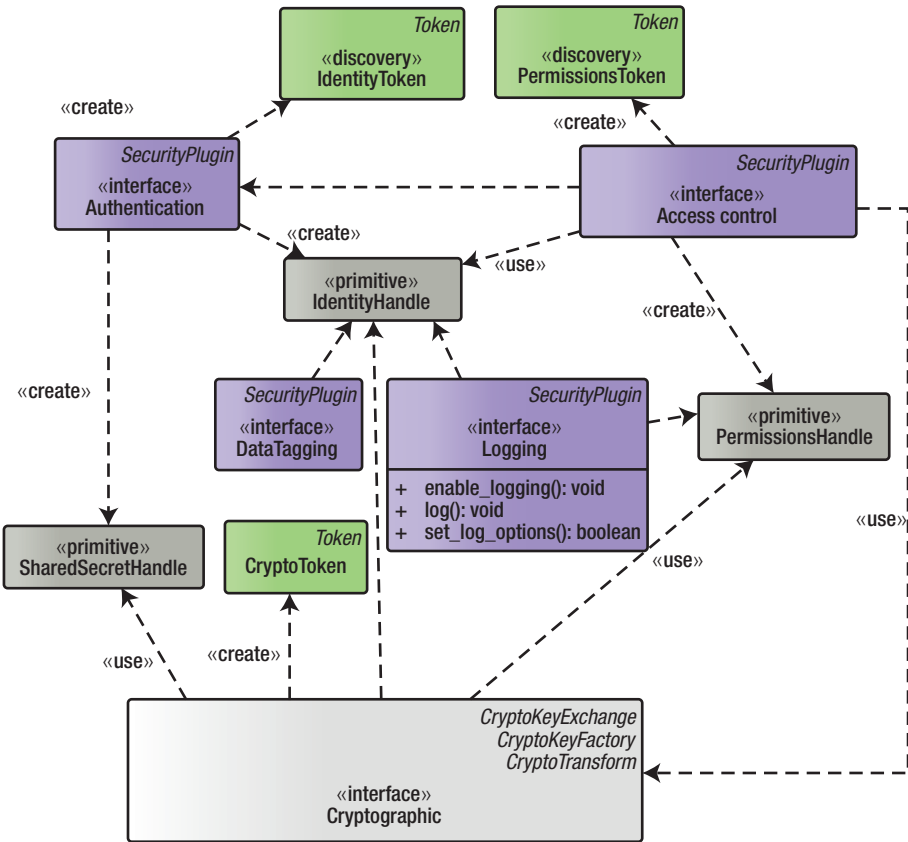 Token
«discovery»
IdentityToken
Token
«discovery»
PermissionsToken
«create»
«create»
SecurityPlugin
«interface»
Authentication
SecurityPlugin
«interface»
Access control
«create»
«use»
«primitive»
IdentityHandle
«create»
«create»
SecurityPlugin
«interface»
DataTagging
SecurityPlugin
«interface»
Logging
+ enable_logging(): void
+ log(): void
+ set_log_options(): boolean
«primitive»
PermissionsHandle
«use»
«primitive»
SharedSecretHandle
Token
CryptoToken
«use»
«use»
«create»
CryptoKeyExchange
CryptoKeyFactory
CryptoTransform
«interface»
Cryptographic